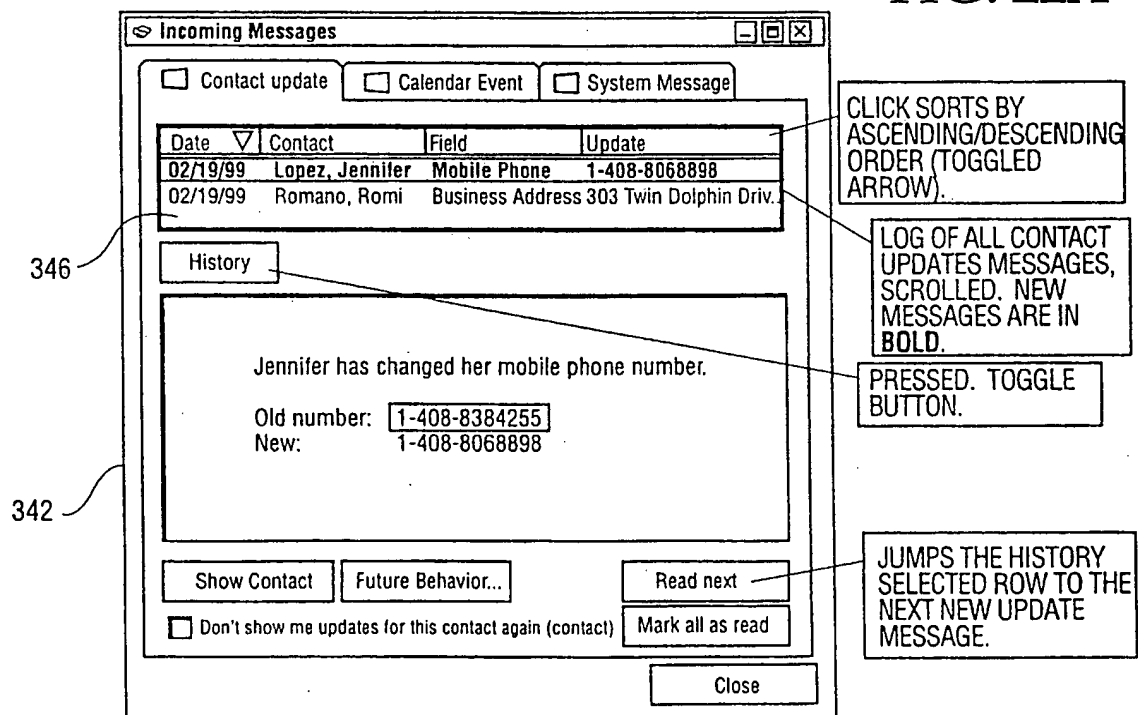 Incoming Messages
Contact update
Calendar Event
System Message
Date Contact Field Update
02/19/99 Lopez, Jennifer Mobile Phone 1-408-8068898
02/19/99 Romano, Romi Business Address 303 Twin Dolphin Driv..
346
History
Jennifer has changed her mobile phone number.
Old number: 1-408-8384255
New: 1-408-8068898
342
Show Contact
Future Behavior...
Read next
Don't show me updates for this contact again (contact)
Mark all as read
Close
CLICK SORTS BY
ASCENDING/DESCENDING
ORDER (TOGGLED
ARROW).
LOG OF ALL CONTACT
UPDATES MESSAGES,
SCROLLED. NEW
MESSAGES ARE IN
BOLD.
PRESSED. TOGGLE
BUTTON.
JUMPS THE HISTORY
SELECTED ROW TO THE
NEXT NEW UPDATE
MESSAGE.